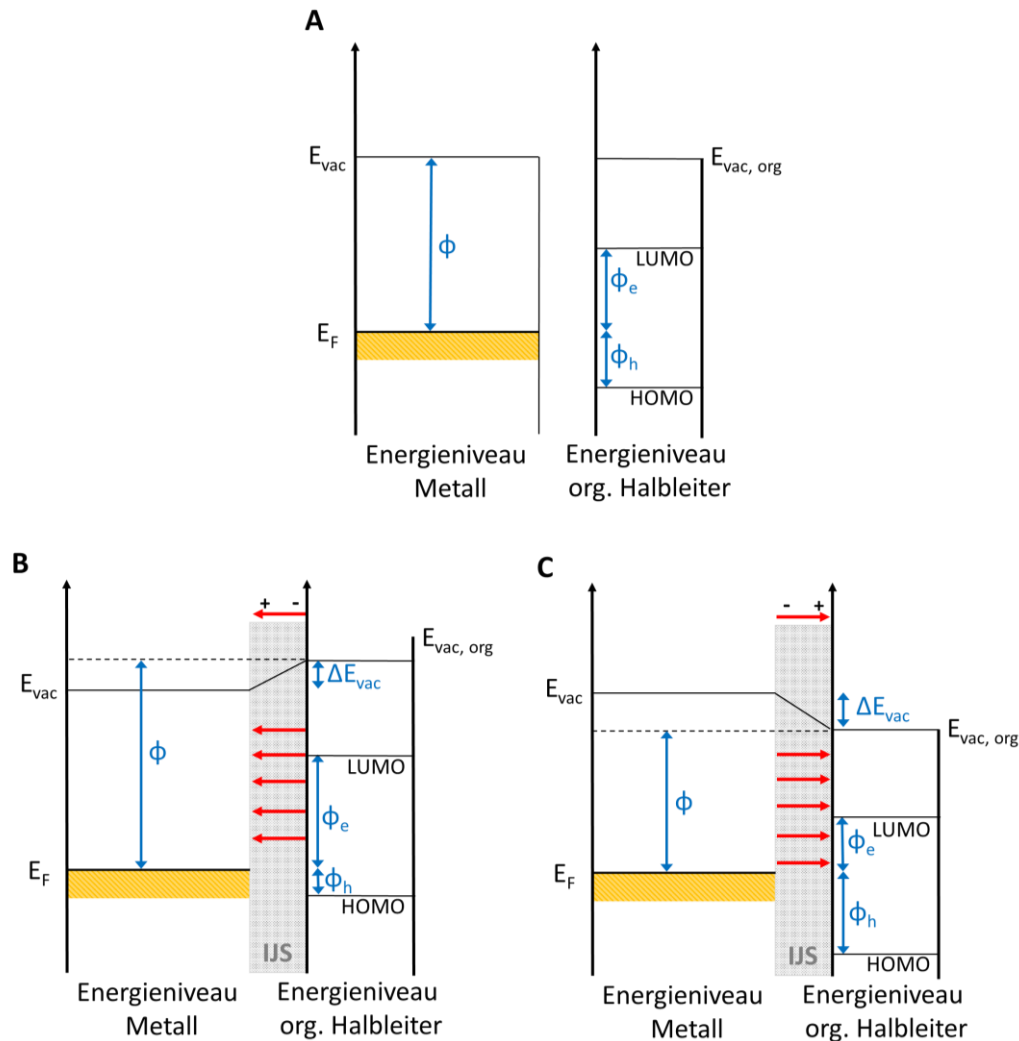 A
E_vac
E_vac, org
ϕ
LUMO
ϕ_e
E_F
ϕ_h
HOMO
Energieniveau
Metall
Energieniveau
org. Halbleiter
B
+ -
E_vac, org
E_vac
ΔE_vac
ϕ
LUMO
ϕ_e
E_F
ϕ_h
HOMO
IJS
Energieniveau
Metall
Energieniveau
org. Halbleiter
C
- +
E_vac
ΔE_vac
E_vac, org
ϕ
LUMO
ϕ_e
E_F
ϕ_h
HOMO
IJS
Energieniveau
Metall
Energieniveau
org. Halbleiter